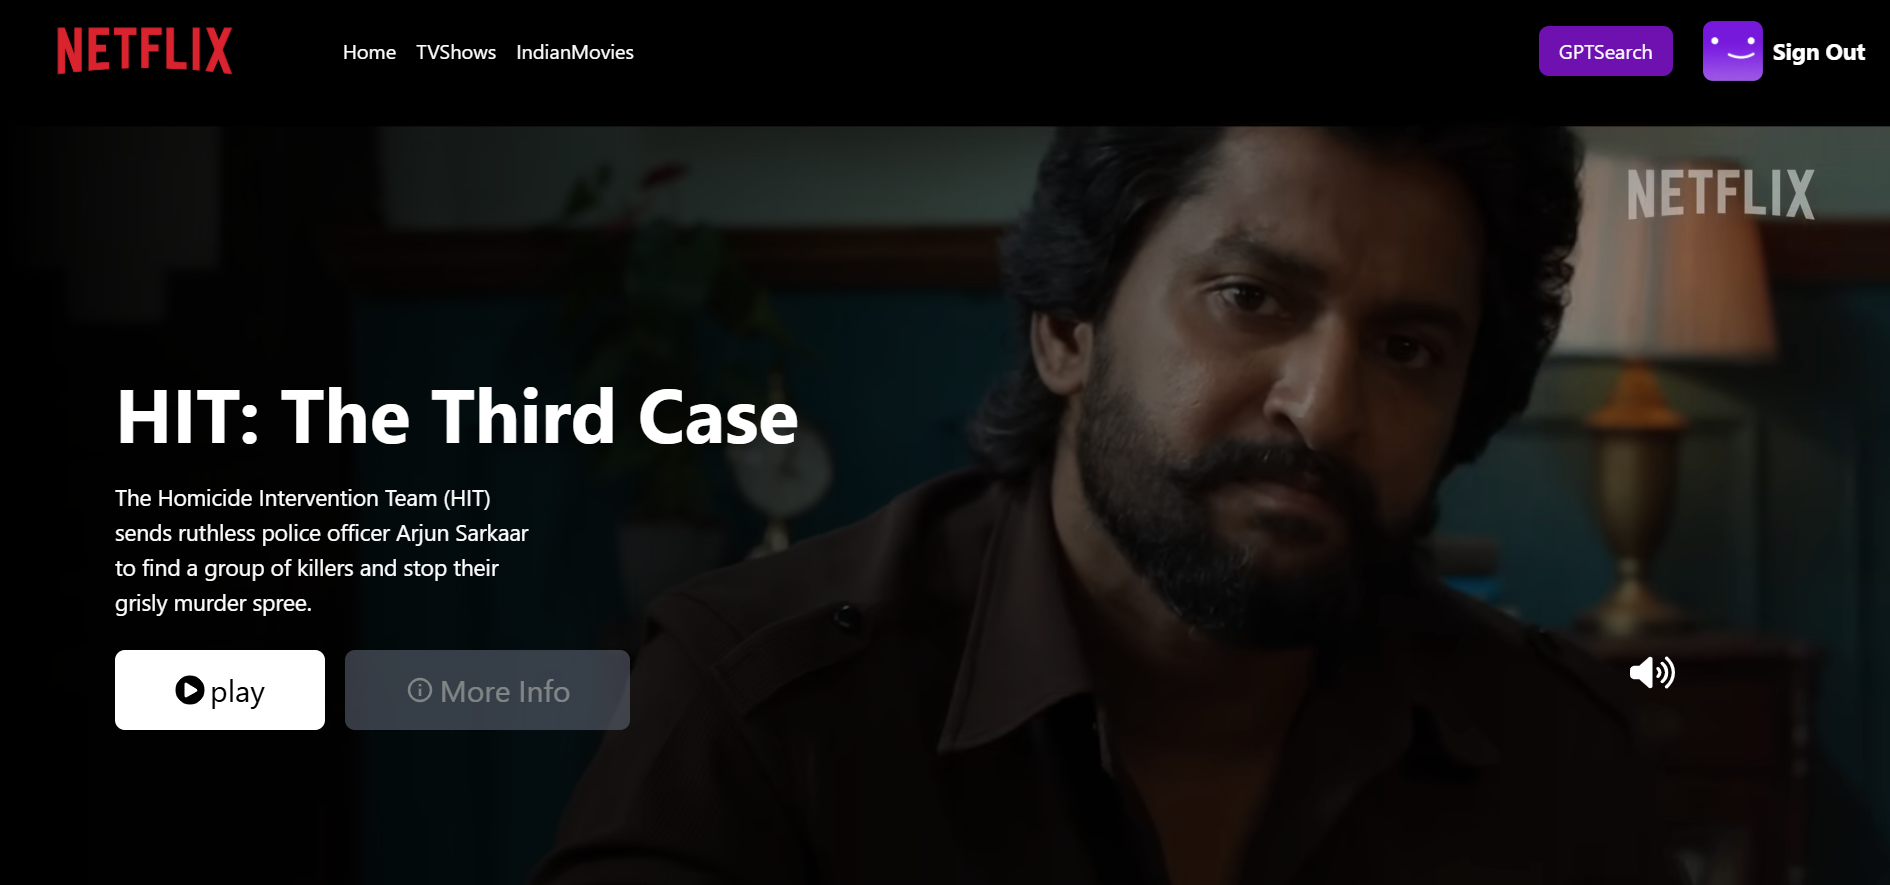 NETFLIX
Home TVShows IndianMovies
GPTSearch
Sign Out
NETFLIX
HIT: The Third Case
The Homicide Intervention Team (HIT)
sends ruthless police officer Arjun Sarkaar
to find a group of killers and stop their
grisly murder spree.
play
More Info